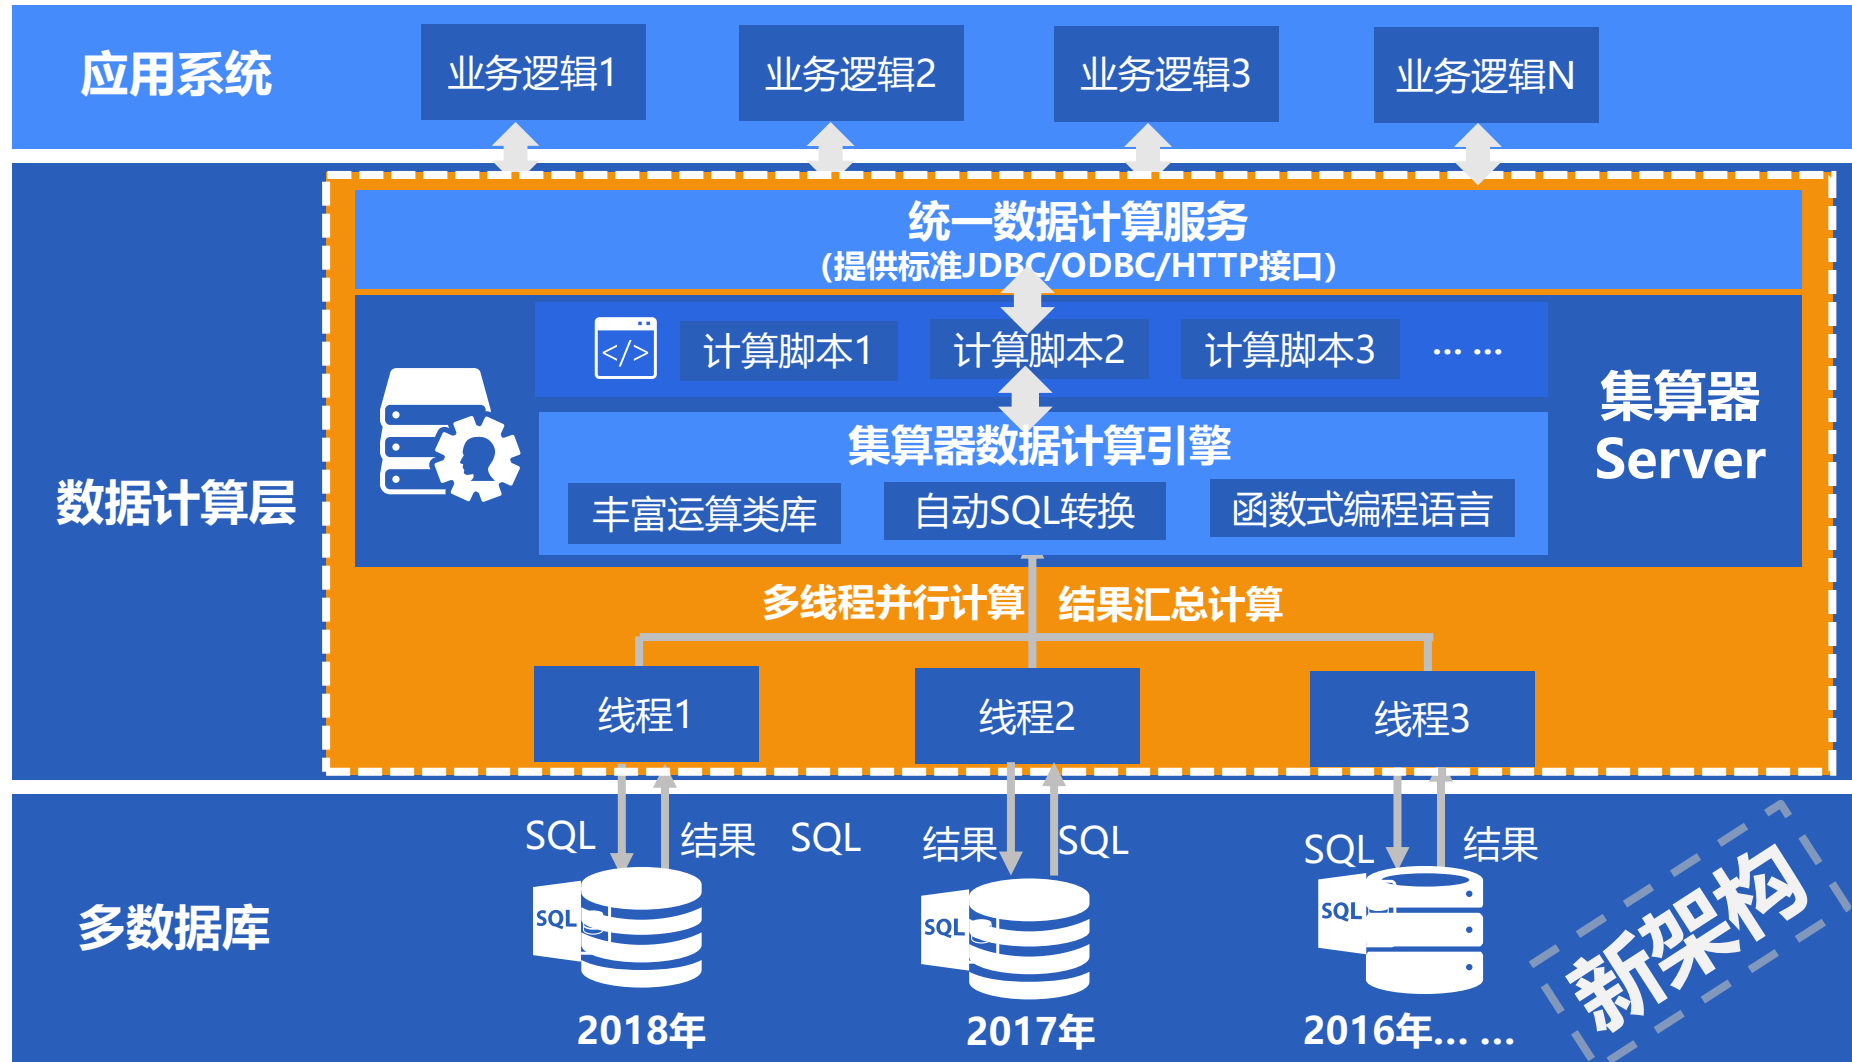 应用系统
业务逻辑1
业务逻辑2
业务逻辑3
业务逻辑N
统一数据计算服务
(提供标准JDBC/ODBC/HTTP接口)
数据计算层
</>
计算脚本1
计算脚本2
计算脚本3
... ...
集算器
Server
集算器数据计算引擎
丰富运算类库
自动SQL转换
函数式编程语言
多线程并行计算
结果汇总计算
线程1
线程2
线程3
多数据库
SQL
结果
SQL
结果
SQL
SQL
结果
SQL
SQL
SQL
2018年
2017年
2016年... ...
新架构